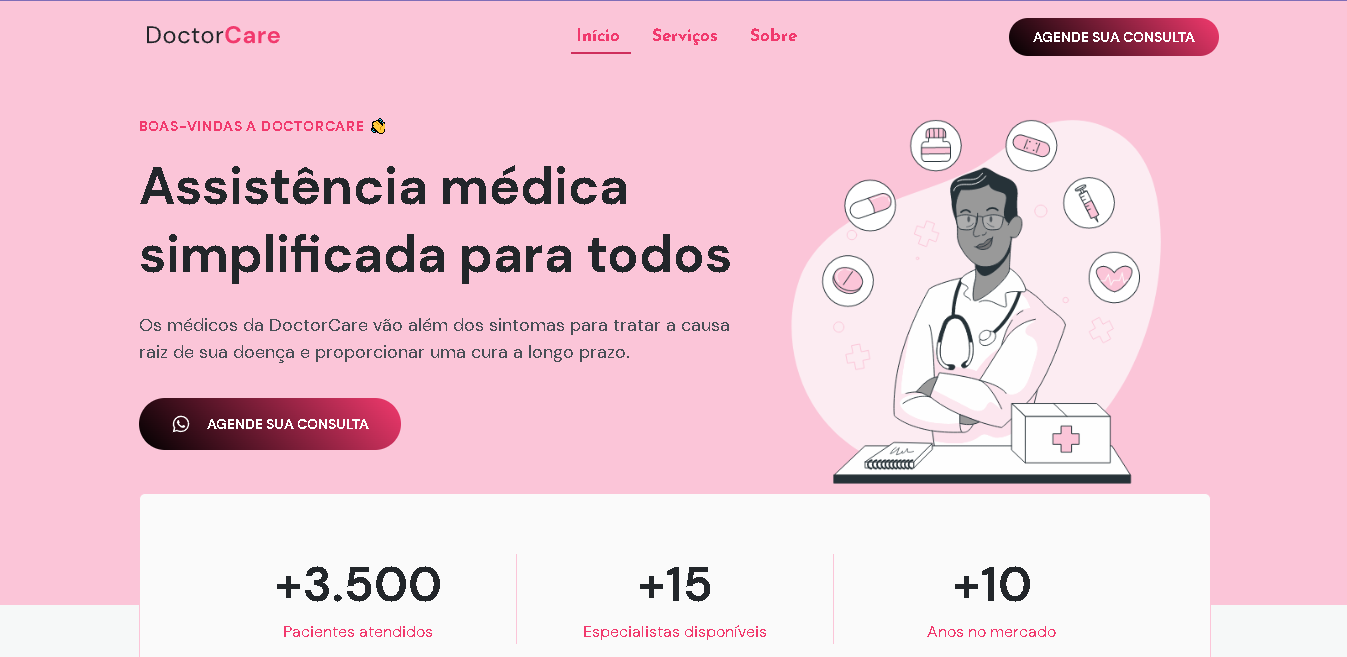 DoctorCare
Início
Serviços
Sobre
AGENDE SUA CONSULTA
BOAS-VINDAS A DOCTORCARE 👋
Assistência médica
simplificada para todos
Os médicos da DoctorCare vão além dos sintomas para tratar a causa
raiz de sua doença e proporcionar uma cura a longo prazo.
AGENDE SUA CONSULTA
+3.500
Pacientes atendidos
+15
Especialistas disponíveis
+10
Anos no mercado